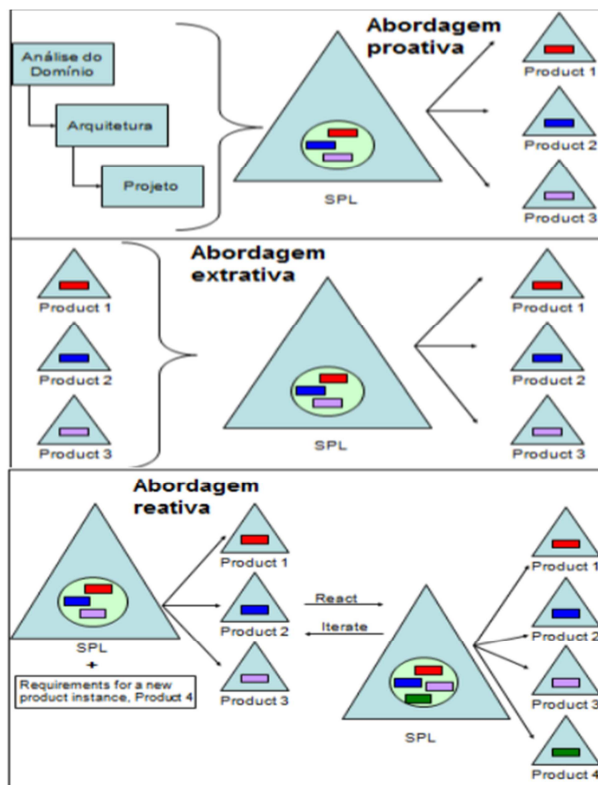 Abordagem
proativa
Análise do
Domínio
Arquitetura
Projeto
SPL
Product 1
Product 2
Product 3
Abordagem
extrativa
Product 1
Product 2
Product 3
SPL
Product 1
Product 2
Product 3
Abordagem
reativa
SPL
+
Requirements for a new
product instance, Product 4
Product 1
Product 2
Product 3
React
Iterate
SPL
Product 1
Product 2
Product 3
Product 4